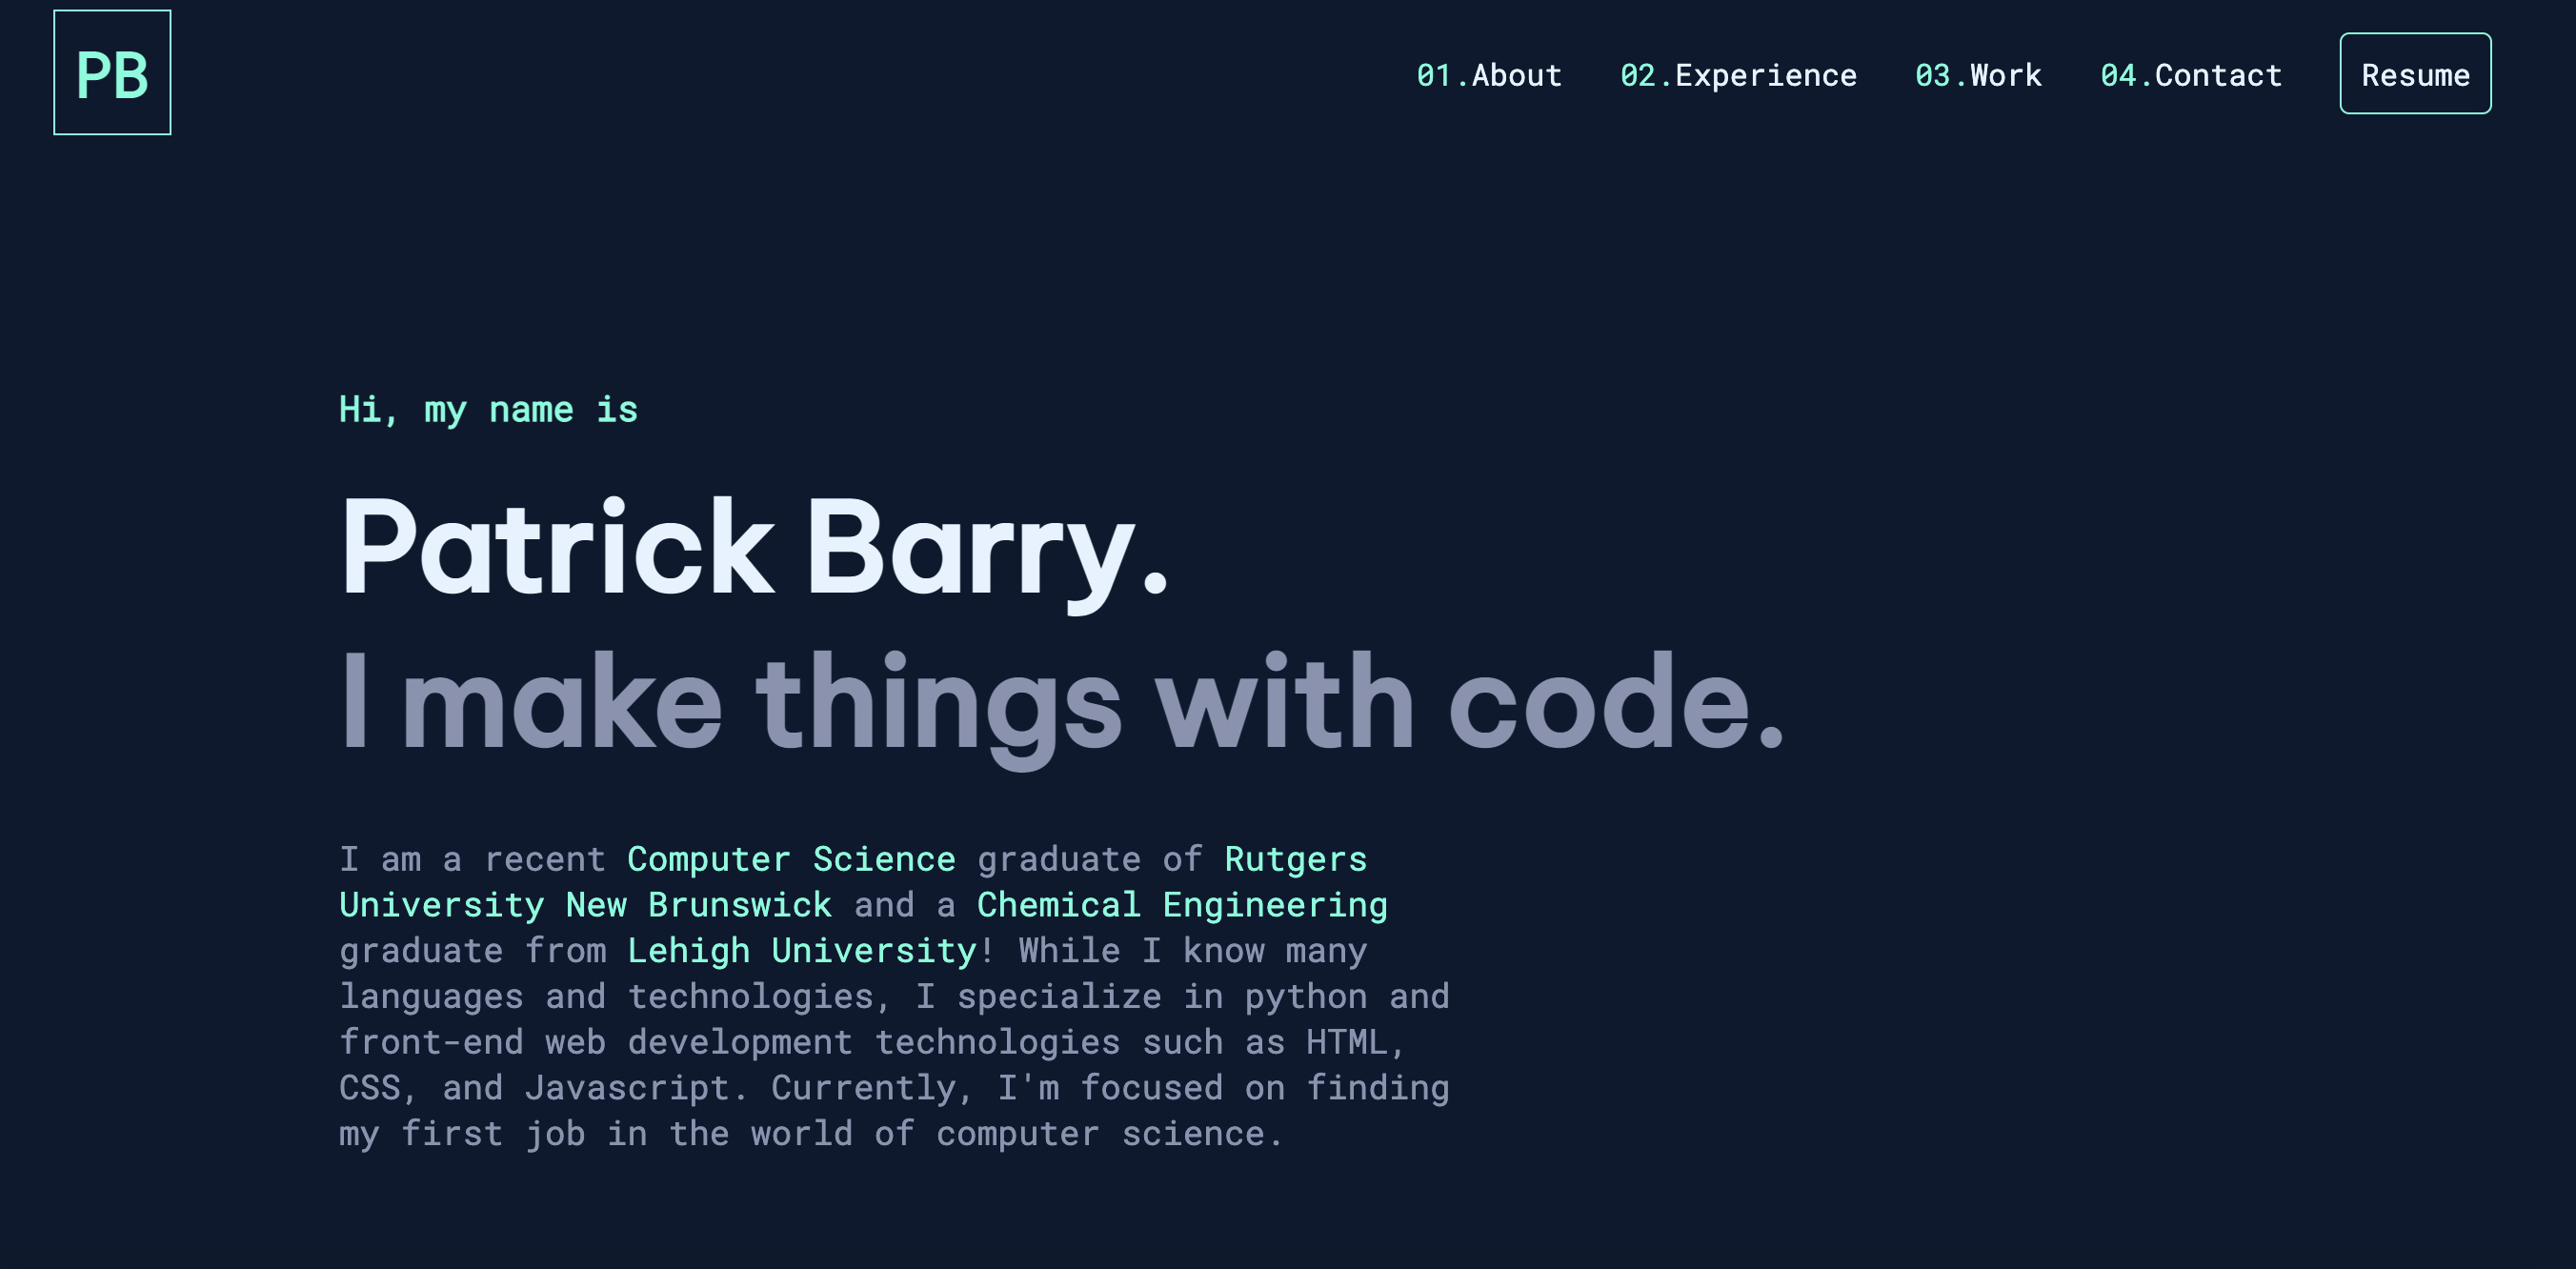 PB
01.About 02.Experience 03.Work 04.Contact Resume
Hi, my name is
Patrick Barry.
I make things with code.
I am a recent Computer Science graduate of Rutgers
University New Brunswick and a Chemical Engineering
graduate from Lehigh University! While I know many
languages and technologies, I specialize in python and
front-end web development technologies such as HTML,
CSS, and Javascript. Currently, I'm focused on finding
my first job in the world of computer science.